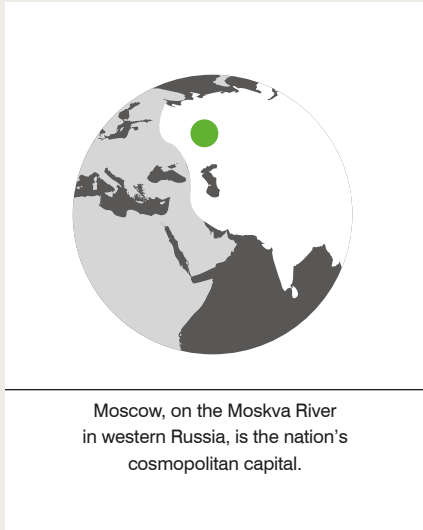 Moscow, on the Moskva River
in western Russia, is the nation’s
cosmopolitan capital.